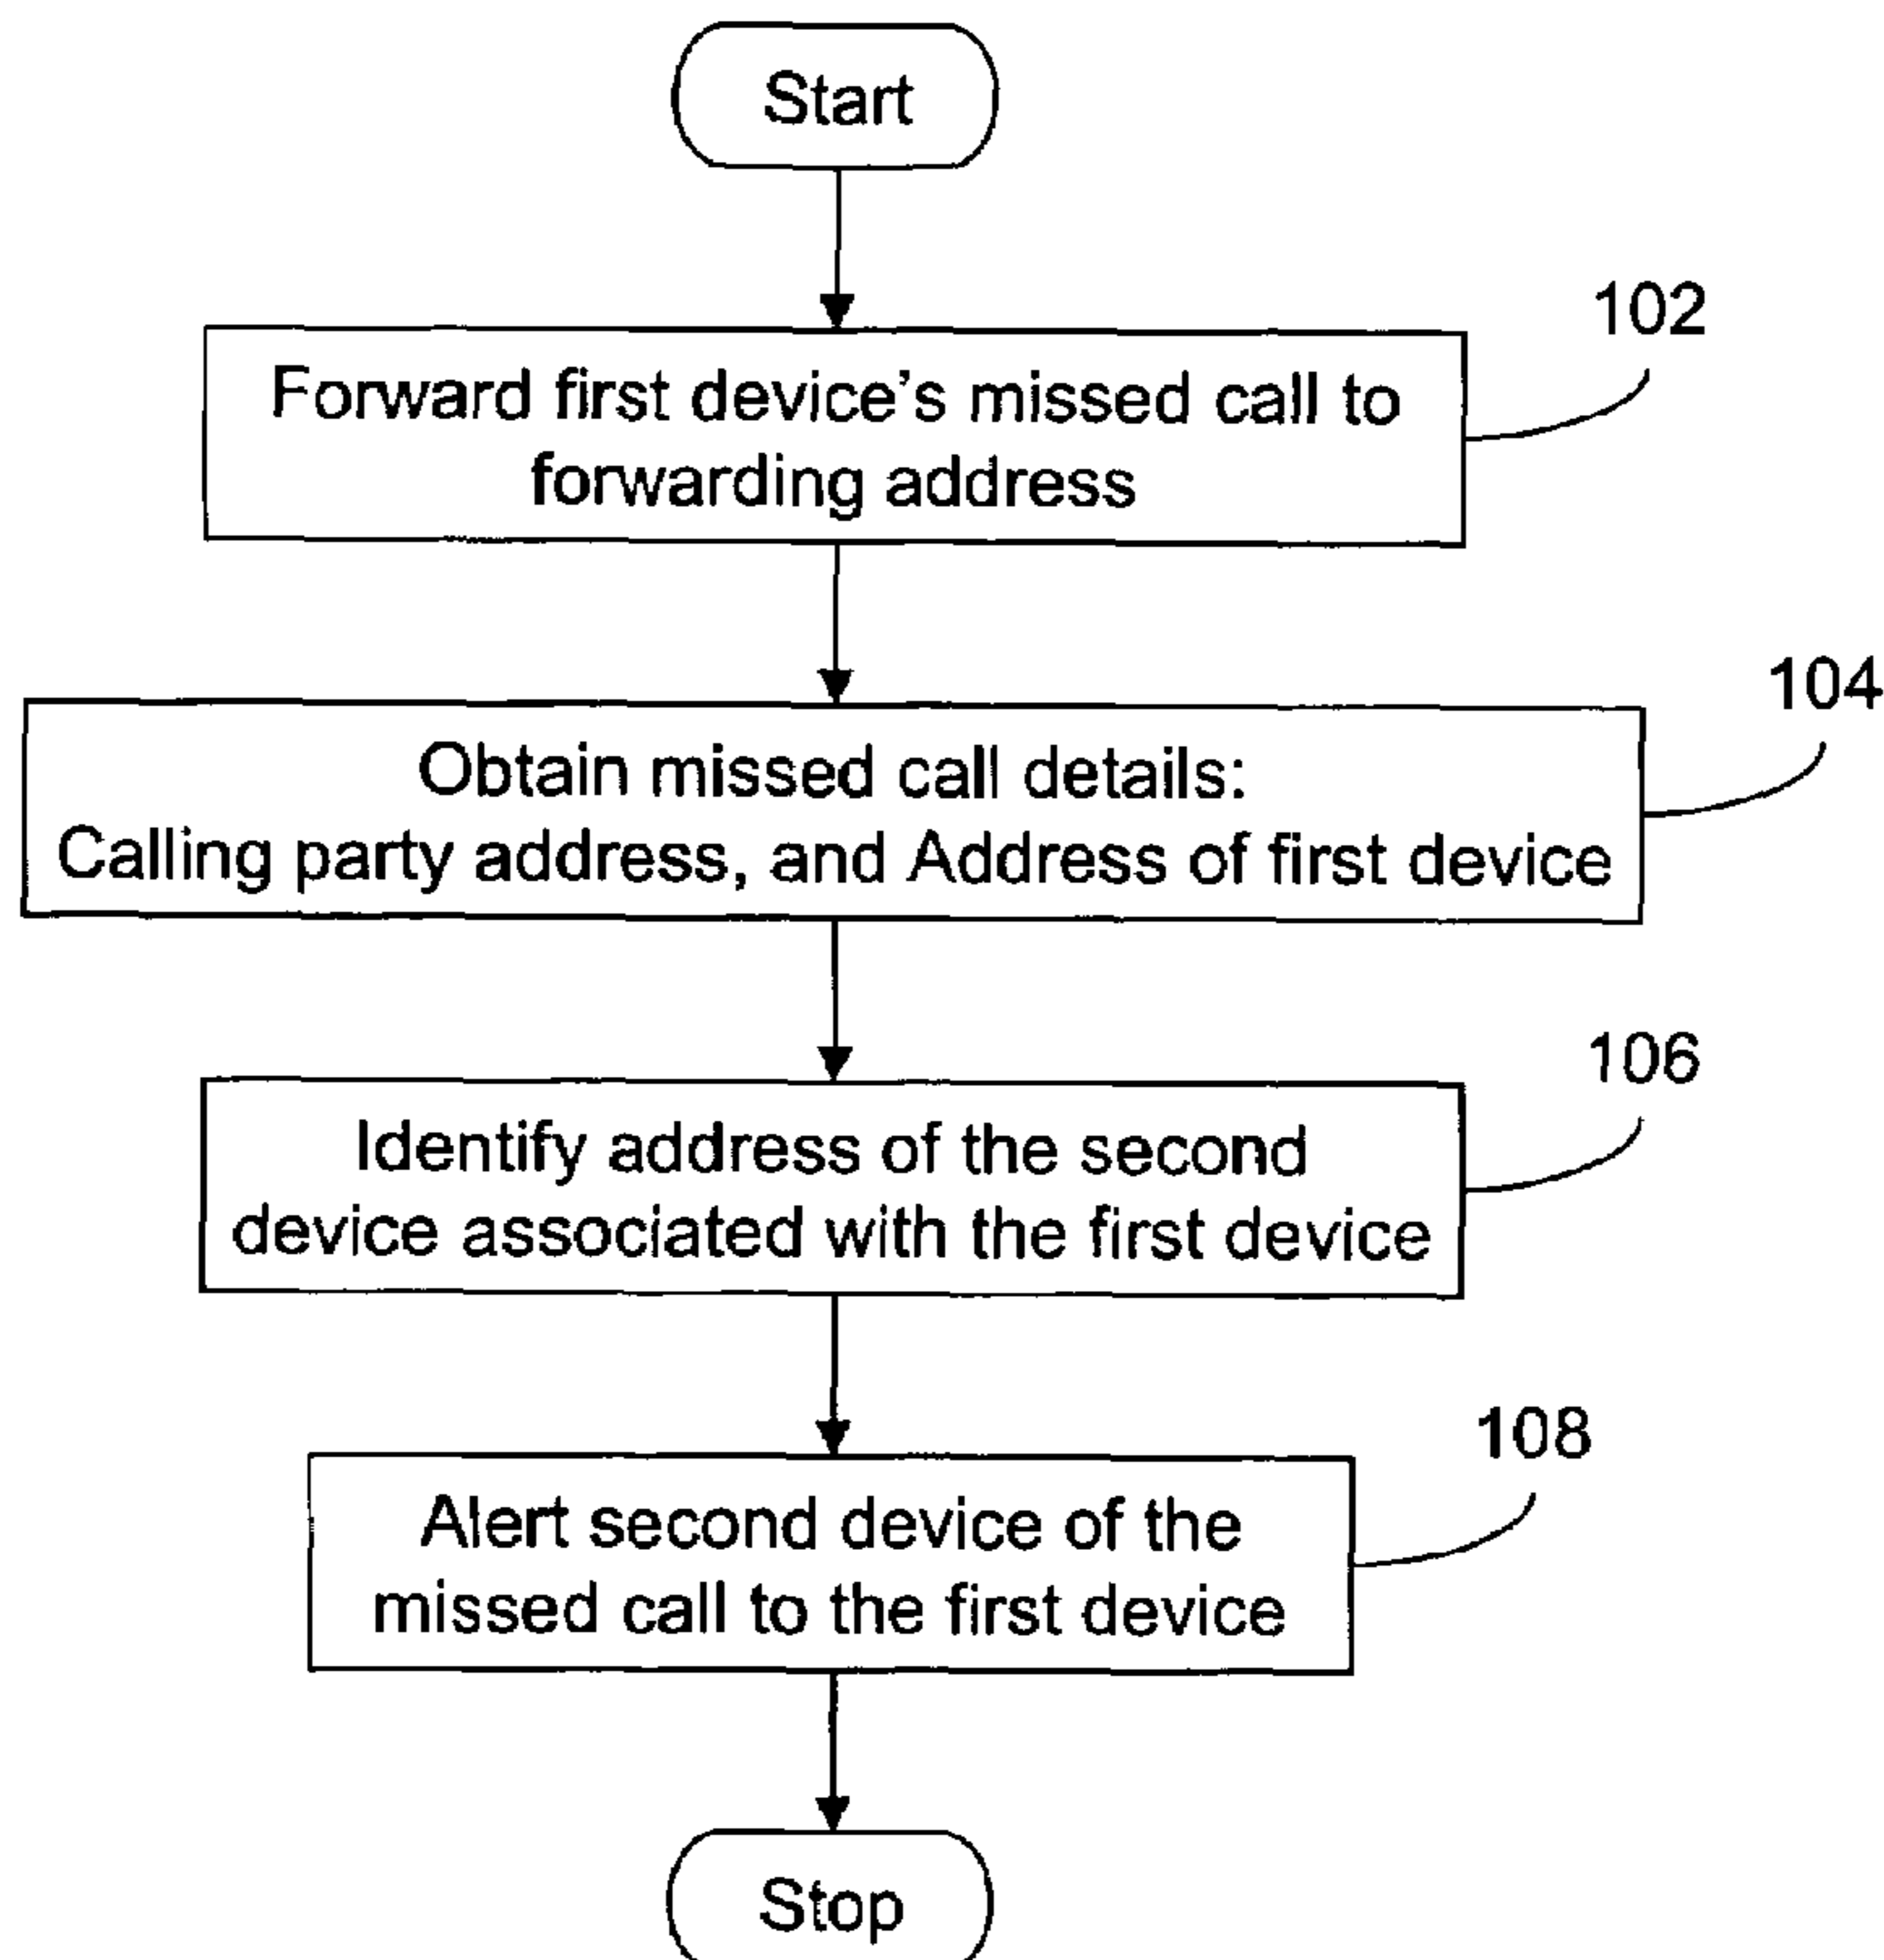 Start
102
Forward first device's missed call to
forwarding address
104
Obtain missed call details:
Calling party address, and Address of first device
106
Identify address of the second
device associated with the first device
108
Alert second device of the
missed call to the first device
Stop